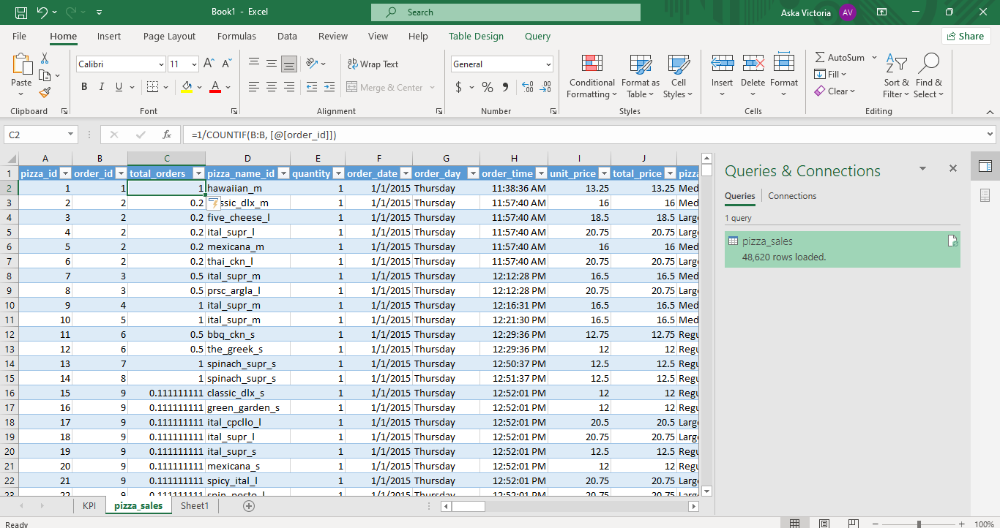 Book1 - Excel
Search
Aska Victoria AV
File Home Insert Page Layout Formulas Data Review View Help Table Design Query Share
Paste
Calibri 11 A A
B I U A
Wrap Text
Merge & Center
General
$ % 9
Conditional Formatting
Format as Table
Cell Styles
Insert Delete Format
AutoSum
Fill
Clear
Sort & Filter
Find & Select
Clipboard Font Alignment Number Styles Cells Editing
C2 fx =1/COUNTIF(B:B, [@[order_id]])
A B C D E F G H I J
1 pizza_id order_id total_orders pizza_name_id quantity order_date order_day order_time unit_price total_price pizza
2 1 1 1 hawaiian_m 1 1/1/2015 Thursday 11:38:36 AM 13.25 13.25 Med
3 2 2 0.2 ssic_dlx_m 1 1/1/2015 Thursday 11:57:40 AM 16 16 Med
4 3 2 0.2 five_cheese_l 1 1/1/2015 Thursday 11:57:40 AM 18.5 18.5 Larg
5 4 2 0.2 ital_supr_l 1 1/1/2015 Thursday 11:57:40 AM 20.75 20.75 Larg
6 5 2 0.2 mexicana_m 1 1/1/2015 Thursday 11:57:40 AM 16 16 Med
7 6 2 0.2 thai_ckn_l 1 1/1/2015 Thursday 11:57:40 AM 20.75 20.75 Larg
8 7 3 0.5 ital_supr_m 1 1/1/2015 Thursday 12:12:28 PM 16.5 16.5 Med
9 8 3 0.5 prsc_argla_l 1 1/1/2015 Thursday 12:12:28 PM 20.75 20.75 Larg
10 9 4 1 ital_supr_m 1 1/1/2015 Thursday 12:16:31 PM 16.5 16.5 Med
11 10 5 1 ital_supr_m 1 1/1/2015 Thursday 12:21:30 PM 16.5 16.5 Med
12 11 6 0.5 bbq_ckn_s 1 1/1/2015 Thursday 12:29:36 PM 12.75 12.75 Regu
13 12 6 0.5 the_greek_s 1 1/1/2015 Thursday 12:29:36 PM 12 12 Regu
14 13 7 1 spinach_supr_s 1 1/1/2015 Thursday 12:50:37 PM 12.5 12.5 Regu
15 14 8 1 spinach_supr_s 1 1/1/2015 Thursday 12:51:37 PM 12.5 12.5 Regu
16 15 9 0.111111111 classic_dlx_s 1 1/1/2015 Thursday 12:52:01 PM 12 12 Regu
17 16 9 0.111111111 green_garden_s 1 1/1/2015 Thursday 12:52:01 PM 12 12 Regu
18 17 9 0.111111111 ital_cpcllo_l 1 1/1/2015 Thursday 12:52:01 PM 20.5 20.5 Larg
19 18 9 0.111111111 ital_supr_l 1 1/1/2015 Thursday 12:52:01 PM 20.75 20.75 Larg
20 19 9 0.111111111 ital_supr_s 1 1/1/2015 Thursday 12:52:01 PM 12.5 12.5 Regu
21 20 9 0.111111111 mexicana_s 1 1/1/2015 Thursday 12:52:01 PM 12 12 Regu
22 21 9 0.111111111 spicy_ital_l 1 1/1/2015 Thursday 12:52:01 PM 20.75 20.75 Larg
23 22 9 0.111111111 1 1/1/2015 Thursday 12:52:01 PM 20.75 20.75 Larg
Queries & Connections
Queries Connections
1 query
pizza_sales
48,620 rows loaded.
KPI pizza_sales Sheet1
Ready 100%